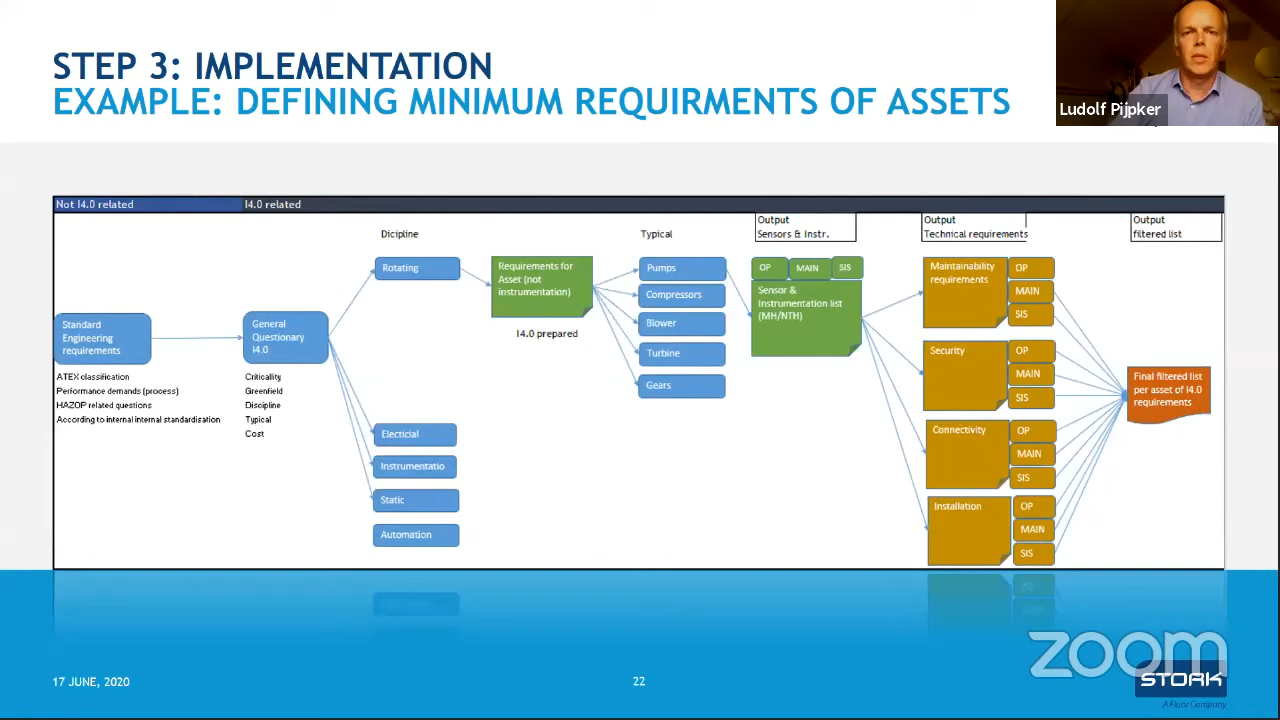 STEP 3: IMPLEMENTATION
EXAMPLE: DEFINING MINIMUM REQUIRMENTS OF ASSETS
Ludolf Pijpker
Not I4.0 related
I4.0 related
Dicipline
Typical
Output
Sensors & Instr.
Output
Technical requirements
Output
filtered list
Standard
Engineering
requirements
ATEX classification
Performance demands (process)
HAZOP related questions
According to internal internal standardisation
General
Questionary
I4.0
Criticality
Greenfield
Discipline
Typical
Cost
Rotating
Electicial
Instrumentatio
Static
Automation
Requirements for
Asset (not
instrumentation)
I4.0 prepared
Pumps
Compressors
Blower
Turbine
Gears
OP
MAIN
SIS
Sensor &
Instrumentation list
(MH/NTH)
Maintainability
requirements
OP
MAIN
SIS
Security
OP
MAIN
SIS
Connectivity
OP
MAIN
SIS
Installation
OP
MAIN
SIS
Final filtered list
per asset of I4.0
requirements
17 JUNE, 2020
22
zoom
STORK
A Fluor Company